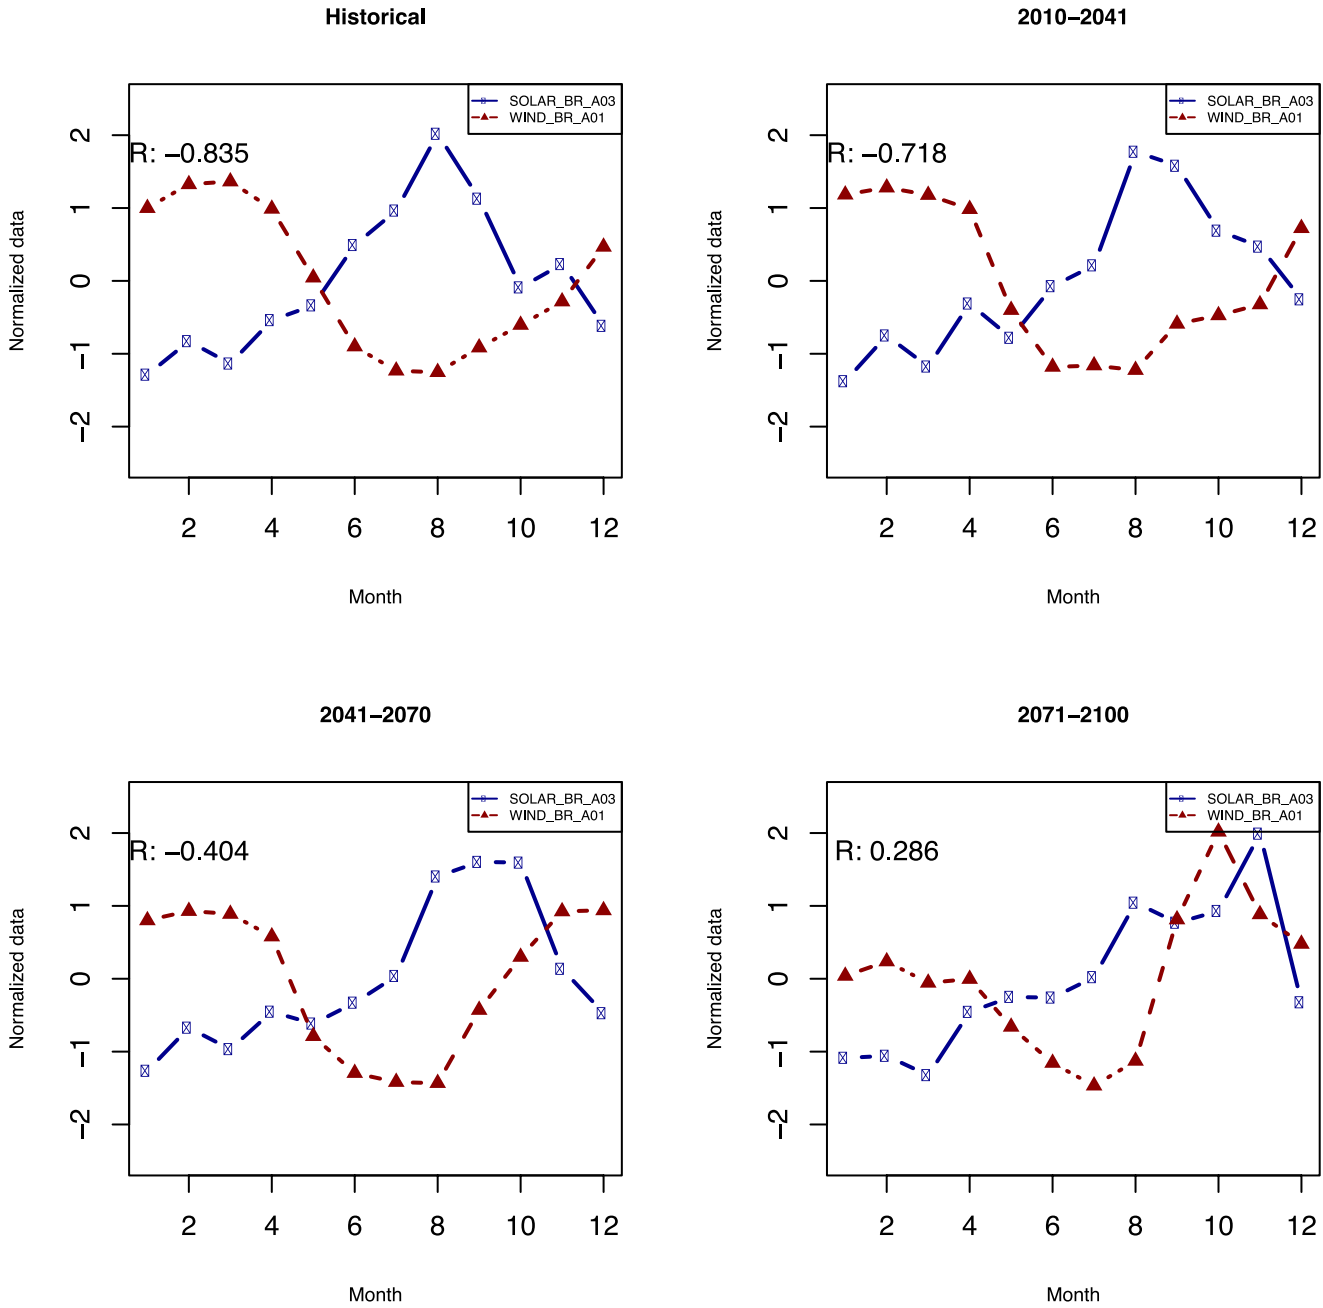 Historical
SOLAR_BR_A03
WIND_BR_A01
R: −0.835
Normalized data
2
1
0
−1
−2
2 4 6 8 10 12
Month
2010−2041
SOLAR_BR_A03
WIND_BR_A01
R: −0.718
Normalized data
2
1
0
−1
−2
2 4 6 8 10 12
Month
2041−2070
SOLAR_BR_A03
WIND_BR_A01
R: −0.404
Normalized data
2
1
0
−1
−2
2 4 6 8 10 12
Month
2071−2100
SOLAR_BR_A03
WIND_BR_A01
R: 0.286
Normalized data
2
1
0
−1
−2
2 4 6 8 10 12
Month